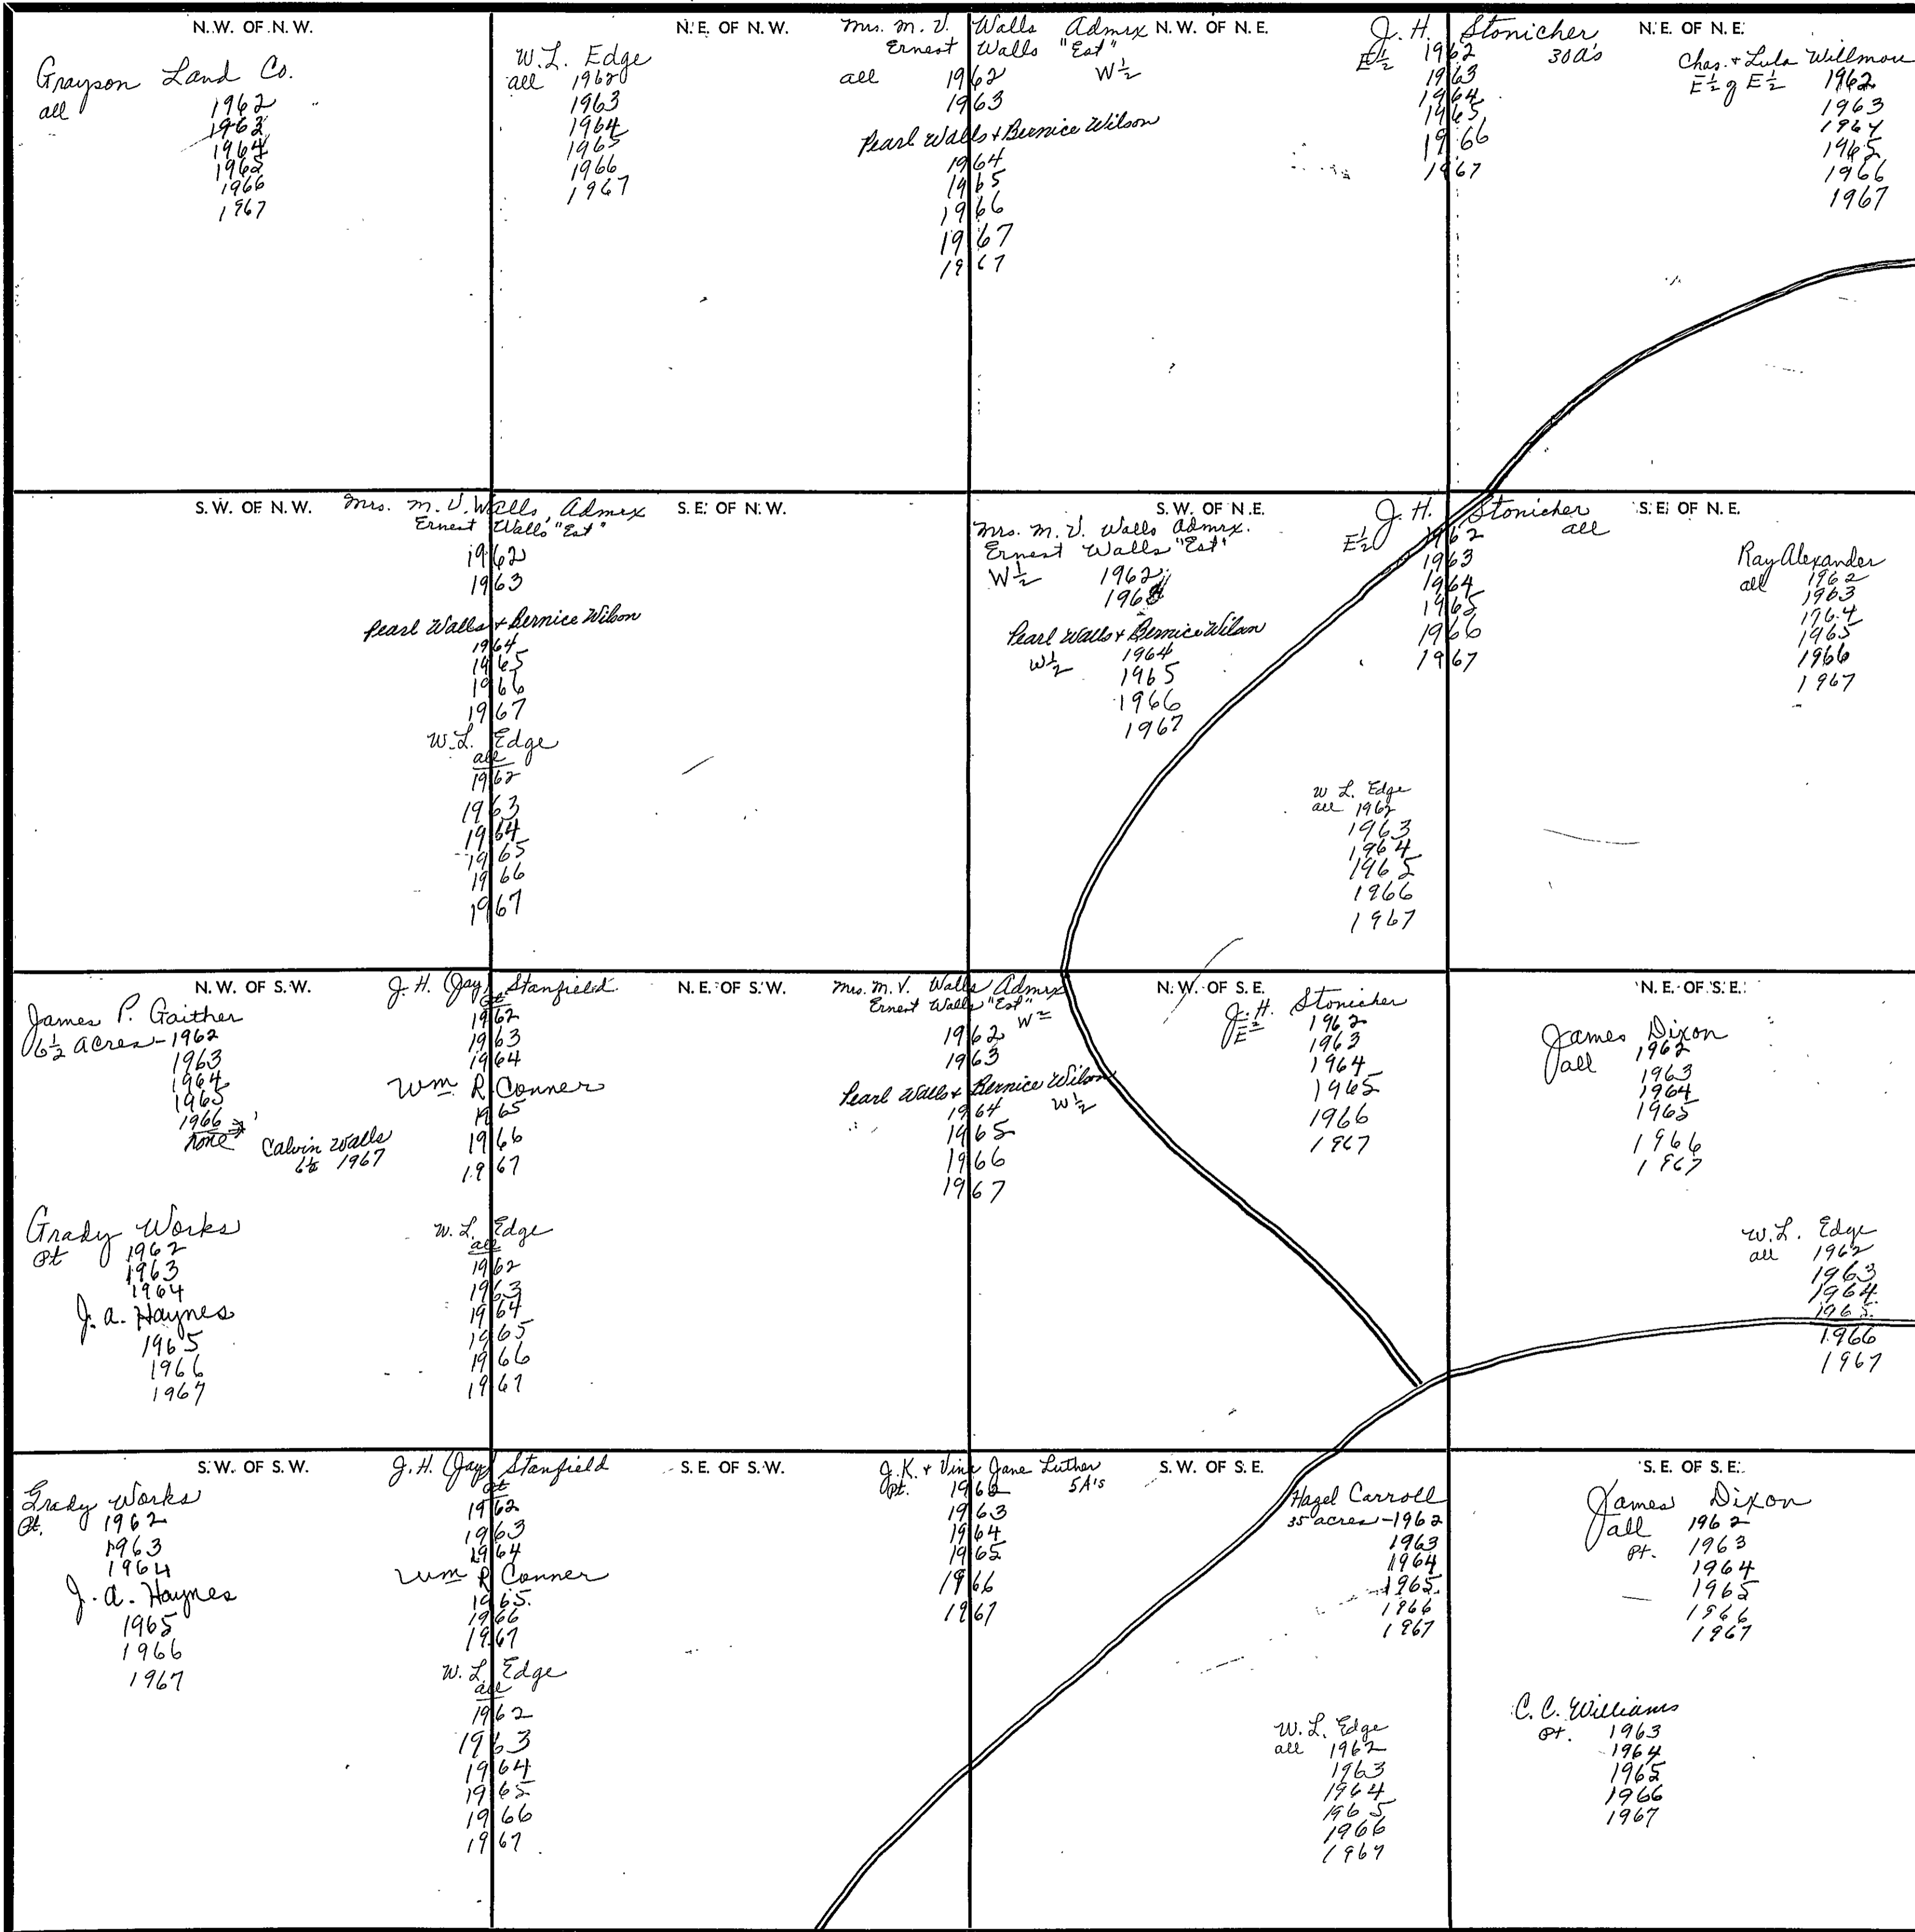 N.W. OF N.W.
Grayson Land Co.
all
1962
1963
1964
1965
1966
1967
N.E. OF N.W.
W.L. Edge
all 1962
1963
1964
1965
1966
1967
Mrs. M. V. Walls Admrx
Ernest Walls "Est"
all 1962 W½
1963
Pearl Walls + Bernice Wilson
1964
1965
1966
1967
1967
N.W. OF N.E.
J. H. Stonicher
E½ 1962 30 A's
1963
1964
1965
1966
1967
N.E. OF N.E.
Chas. + Lula Willmon
E½ of E½ 1962
1963
1964
1965
1966
1967
S.W. OF N.W.
Mrs. M. V. Walls, Admrx
Ernest Walls "Est"
1962
1963
Pearl Walls + Bernice Wilson
1964
1965
1966
1967
W.L. Edge
all
1962
1963
1964
1965
1966
1967
S.E. OF N.W.
S.W. OF N.E.
Mrs. M. V. Walls Admrx.
Ernest Walls "Est"
W½ 1962
1963
Pearl Walls + Bernice Wilson
W½ 1964
1965
1966
1967
J. H. Stonicher
E½ 1962 all
1963
1964
1965
1966
1967
W L. Edge
all 1962
1963
1964
1965
1966
1967
S.E. OF N.E.
Ray Alexander
all 1962
1963
1964
1965
1966
1967
N.W. OF S.W.
James P. Gaither
6½ acres - 1962
1963
1964
1965
1966
none
Calvin Walls
6½ 1967
Grady Works
Pt 1962
1963
1964
J. A. Haynes
1965
1966
1967
J. H. (Jay) Stanfield
Pt
1962
1963
1964
Wm R. Conner
1965
1966
1967
W. L. Edge
all
1962
1963
1964
1965
1966
1967
N.E. OF S.W.
Mrs. M. V. Walls Admrx
Ernest Walls "Est"
1962 W½
1963
Pearl Walls + Bernice Wilson
1964 W½
1965
1966
1967
N.W. OF S.E.
J. H. Stonicher
E½ 1962
1963
1964
1965
1966
1967
N.E. OF S.E.
James Dixon
all 1962
1963
1964
1965
1966
1967
W.L. Edge
all 1962
1963
1964
1965
1966
1967
S.W. OF S.W.
Grady Works
Pt. 1962
1963
1964
J. A. Haynes
1965
1966
1967
J. H. (Jay) Stanfield
Pt
1962
1963
1964
Wm R Conner
1965
1966
1967
W. L. Edge
all
1962
1963
1964
1965
1966
1967
S.E. OF S.W.
J. K. + Vina Jane Luther
Pt. 1962 5 A's
1963
1964
1965
1966
1967
S.W. OF S.E.
Hazel Carroll
35 acres - 1962
1963
1964
1965
1966
1967
W. L. Edge
all 1962
1963
1964
1965
1966
1967
S.E. OF S.E.
James Dixon
all 1962
Pt. 1963
1964
1965
1966
1967
C. C. Williams
Pt. 1963
1964
1965
1966
1967